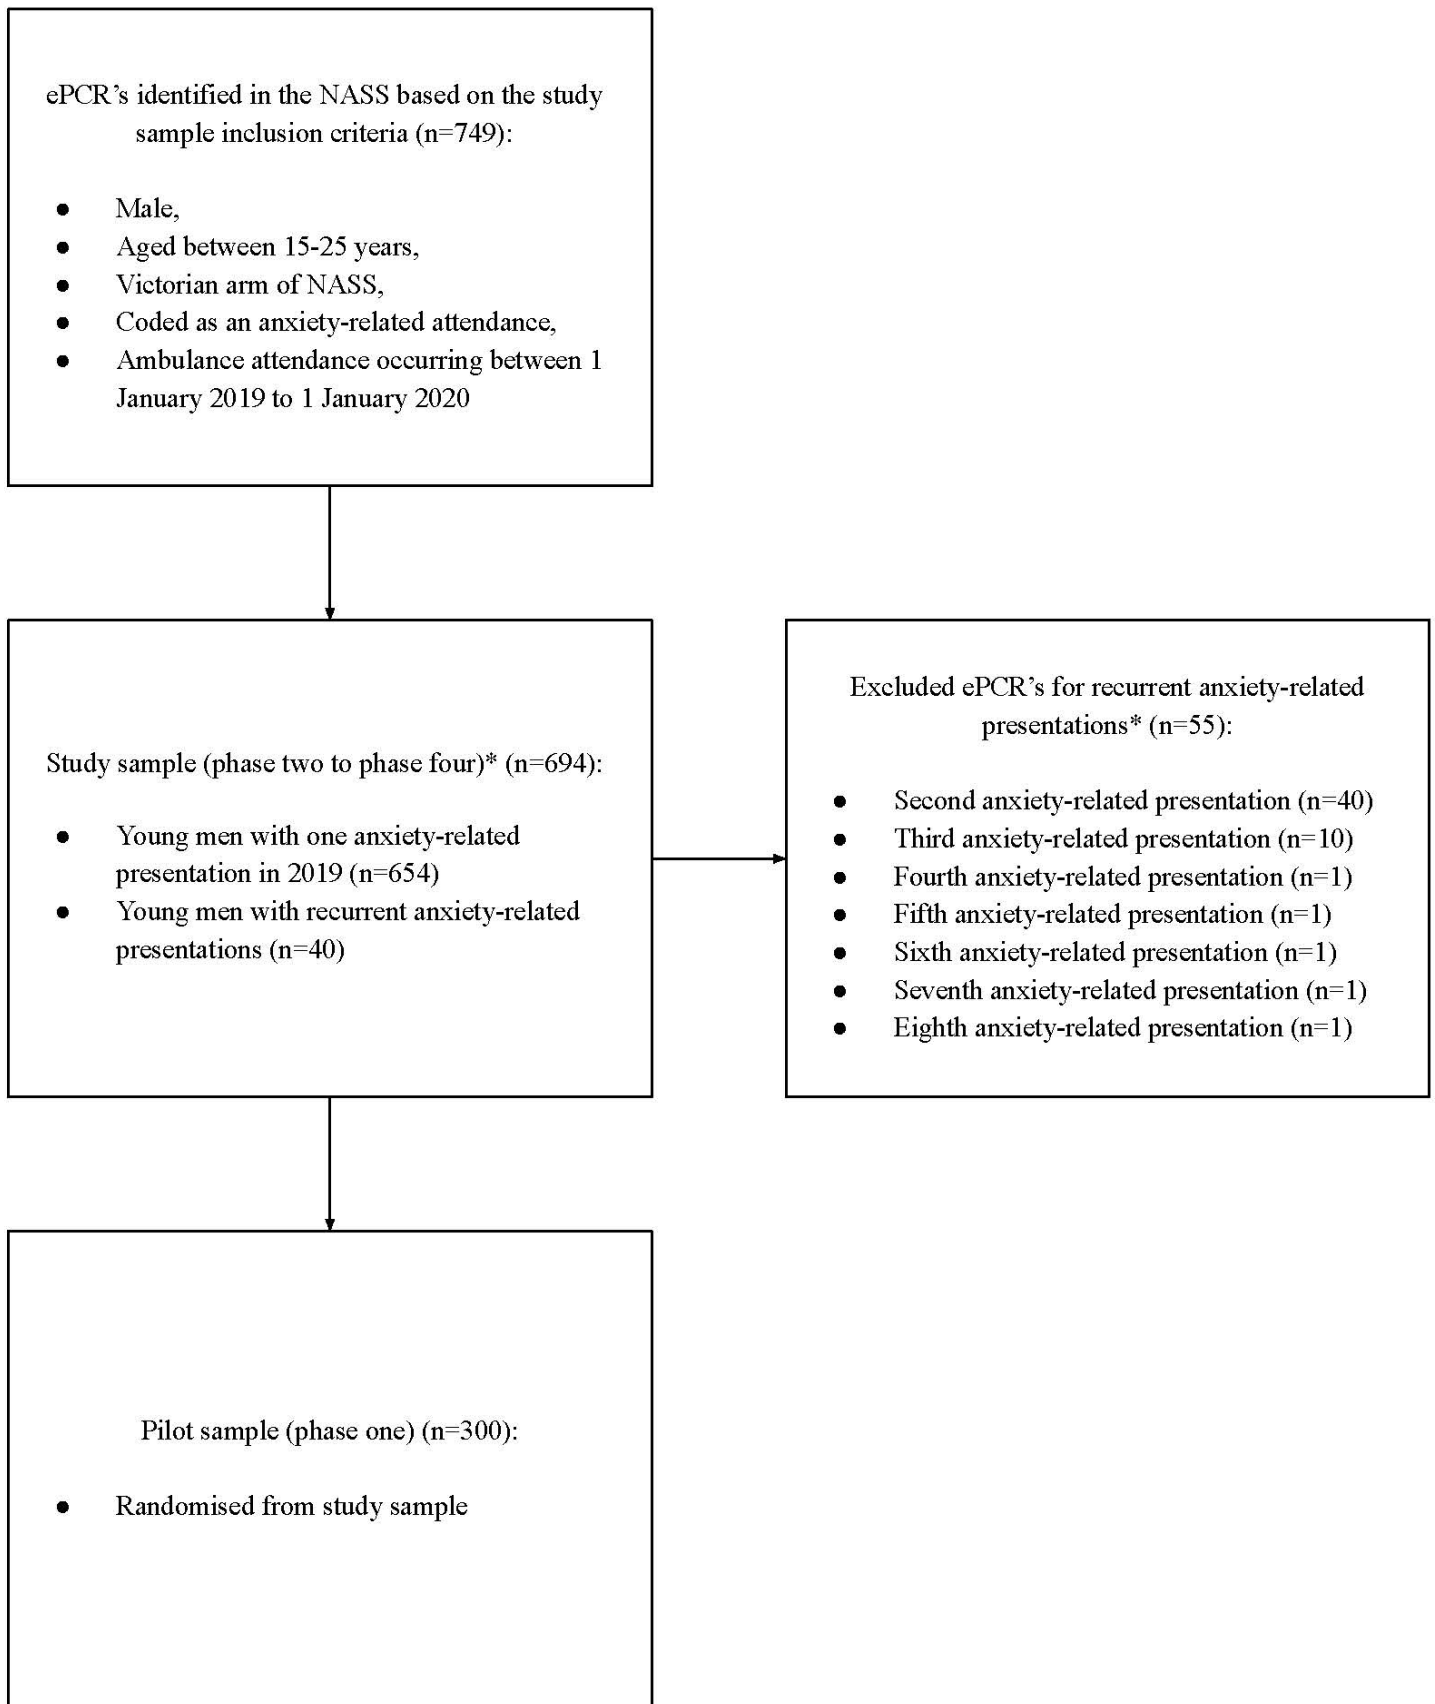 ePCR’s identified in the NASS based on the study
sample inclusion criteria (n=749):
● Male,
● Aged between 15-25 years,
● Victorian arm of NASS,
● Coded as an anxiety-related attendance,
● Ambulance attendance occurring between 1
January 2019 to 1 January 2020
Study sample (phase two to phase four)* (n=694):
● Young men with one anxiety-related
presentation in 2019 (n=654)
● Young men with recurrent anxiety-related
presentations (n=40)
Excluded ePCR’s for recurrent anxiety-related
presentations* (n=55):
● Second anxiety-related presentation (n=40)
● Third anxiety-related presentation (n=10)
● Fourth anxiety-related presentation (n=1)
● Fifth anxiety-related presentation (n=1)
● Sixth anxiety-related presentation (n=1)
● Seventh anxiety-related presentation (n=1)
● Eighth anxiety-related presentation (n=1)
Pilot sample (phase one) (n=300):
● Randomised from study sample